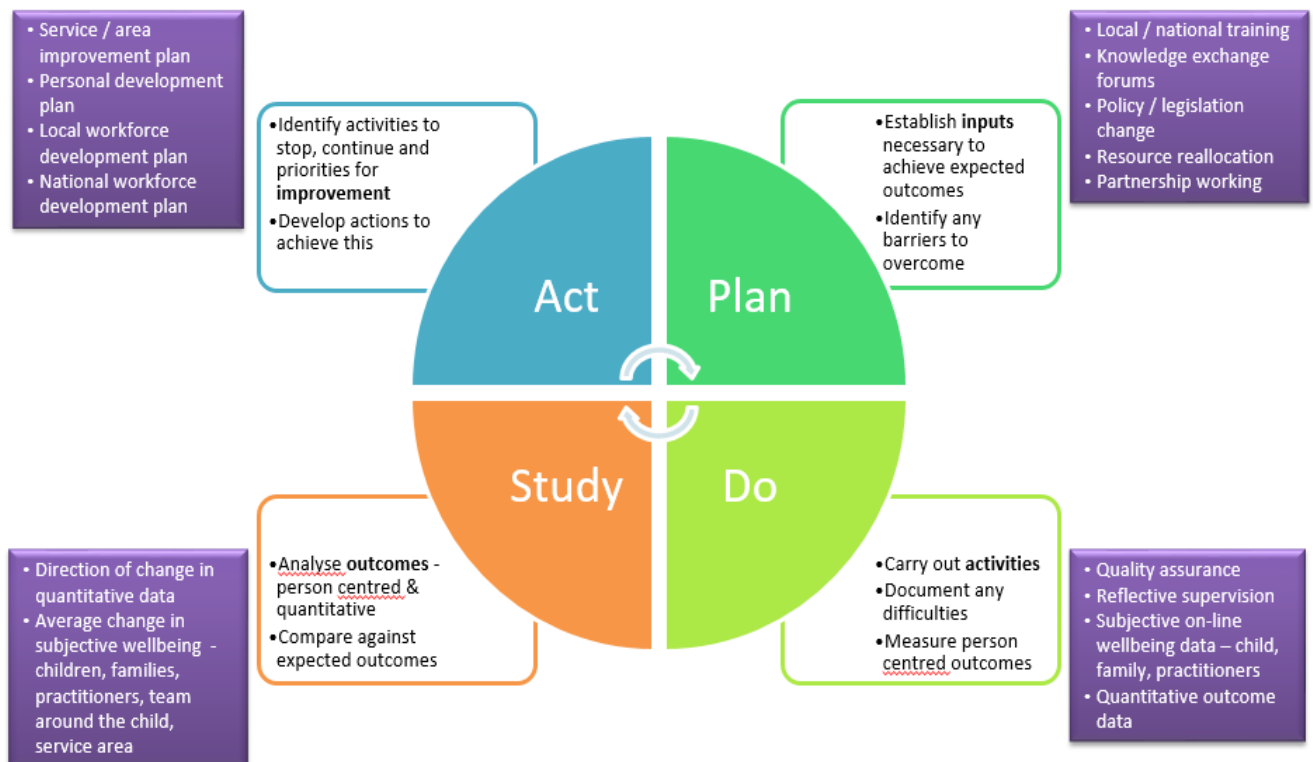 • Service / area
improvement plan
• Personal development
plan
• Local workforce
development plan
• National workforce
development plan
•Identify activities to
stop, continue and
priorities for
improvement
•Develop actions to
achieve this
Act
•Establish inputs
necessary to
achieve expected
outcomes
•Identify any
barriers to
overcome
Plan
• Local / national training
• Knowledge exchange
forums
• Policy / legislation
change
• Resource reallocation
• Partnership working
• Direction of change in
quantitative data
• Average change in
subjective wellbeing -
children, families,
practitioners, team
around the child,
service area
•Analyse outcomes -
person centred &
quantitative
•Compare against
expected outcomes
Study
Do
•Carry out activities
•Document any
difficulties
•Measure person
centred outcomes
• Quality assurance
• Reflective supervision
• Subjective on-line
wellbeing data – child,
family, practitioners
• Quantitative outcome
data